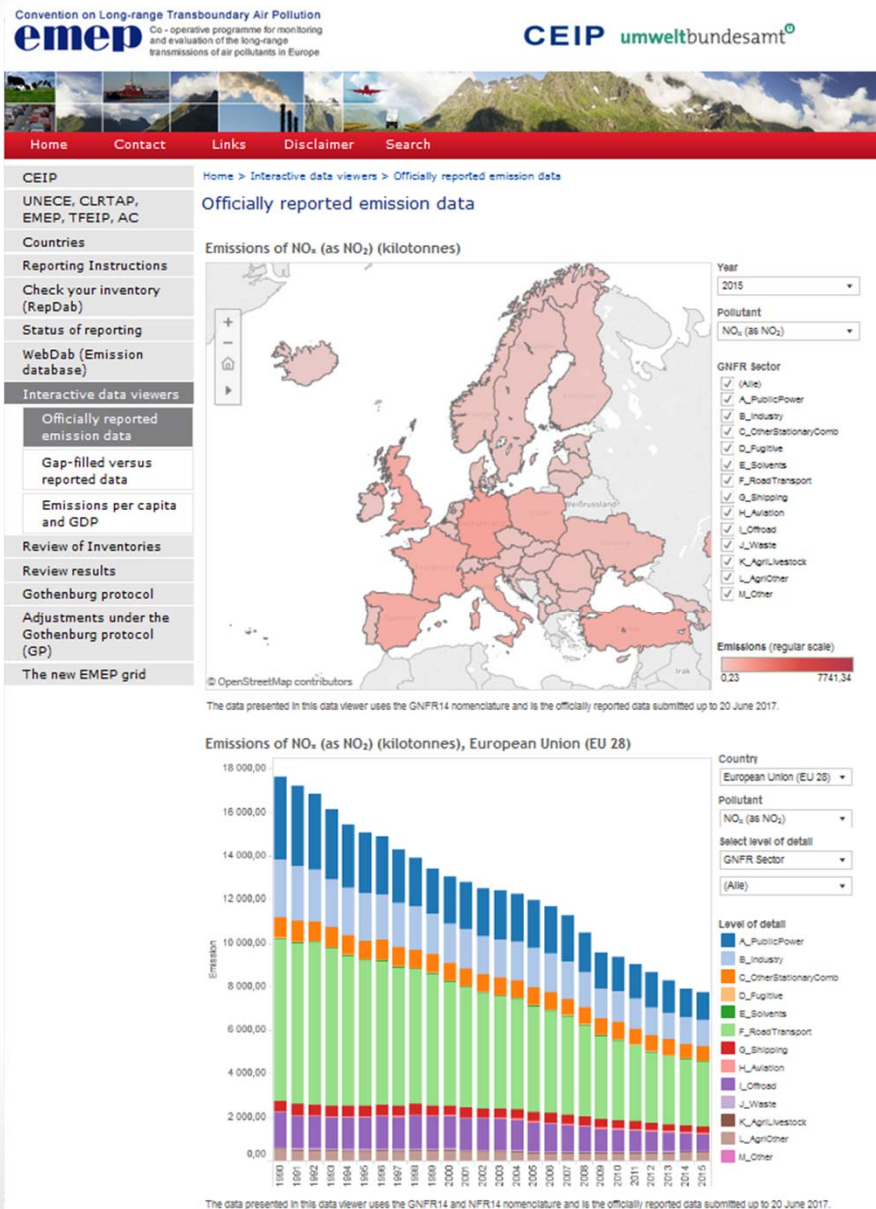 Convention on Long-range Transboundary Air Pollution
emep
Co - operative programme for monitoring
and evaluation of the long-range
transmissions of air pollutants in Europe
CEIP umweltbundesamt
Home Contact Links Disclaimer Search
CEIP
UNECE, CLRTAP,
EMEP, TFEIP, AC
Countries
Reporting Instructions
Check your inventory
(RepDab)
Status of reporting
WebDab (Emission
database)
Interactive data viewers
Officially reported
emission data
Gap-filled versus
reported data
Emissions per capita
and GDP
Review of Inventories
Review results
Gothenburg protocol
Adjustments under the
Gothenburg protocol
(GP)
The new EMEP grid
Home > Interactive data viewers > Officially reported emission data
Officially reported emission data
Emissions of NOₓ (as NO₂) (kilotonnes)
Weißrussland
Irak
© OpenStreetMap contributors
Year
2015
Pollutant
NOₓ (as NO₂)
GNFR Sector
(Alle)
A_PublicPower
B_Industry
C_OtherStationaryComb
D_Fugitive
E_Solvents
F_RoadTransport
G_Shipping
H_Aviation
I_Offroad
J_Waste
K_AgriLivestock
L_AgriOther
M_Other
Emissions (regular scale)
0,23 7741,34
The data presented in this data viewer uses the GNFR14 nomenclature and is the officially reported data submitted up to 20 June 2017.
Emissions of NOₓ (as NO₂) (kilotonnes), European Union (EU 28)
18 000,00
16 000,00
14 000,00
12 000,00
10 000,00
8 000,00
6 000,00
4 000,00
2 000,00
0,00
Emission
1990 1991 1992 1993 1994 1995 1996 1997 1998 1999 2000 2001 2002 2003 2004 2005 2006 2007 2008 2009 2010 2011 2012 2013 2014 2015
Country
European Union (EU 28)
Pollutant
NOₓ (as NO₂)
Select level of detail
GNFR Sector
(Alle)
Level of detail
A_PublicPower
B_Industry
C_OtherStationaryComb
D_Fugitive
E_Solvents
F_RoadTransport
G_Shipping
H_Aviation
I_Offroad
J_Waste
K_AgriLivestock
L_AgriOther
M_Other
The data presented in this data viewer uses the GNFR14 and NFR14 nomenclature and is the officially reported data submitted up to 20 June 2017.